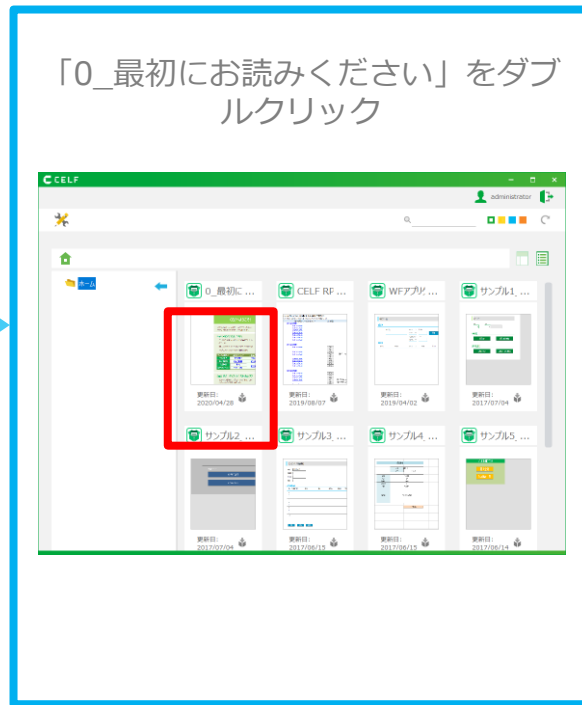 「0_最初にお読みください」をダブ
ルクリック
CELF
administrator
ホーム
0_最初に ...
CELF RP ...
WFアプリ ...
サンプル1_ ...
更新日:
2020/04/28
更新日:
2019/08/07
更新日:
2019/04/02
更新日:
2017/07/04
サンプル2_ ...
サンプル3_ ...
サンプル4_ ...
サンプル5_ ...
更新日:
2017/07/04
更新日:
2017/06/15
更新日:
2017/06/15
更新日:
2017/06/14